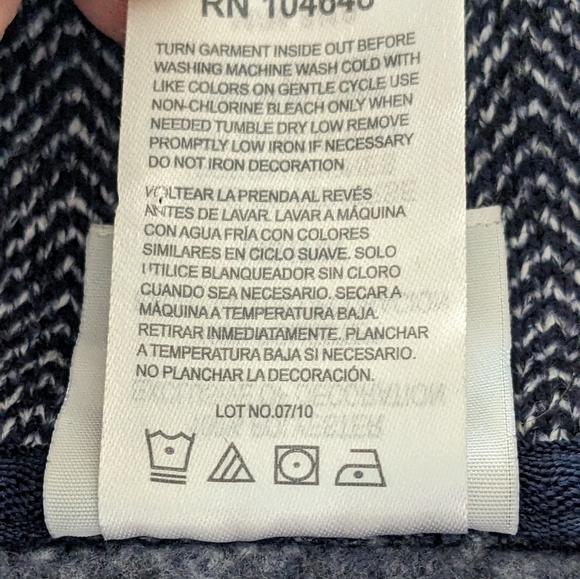 RN 104648
TURN GARMENT INSIDE OUT BEFORE
WASHING MACHINE WASH COLD WITH
LIKE COLORS ON GENTLE CYCLE USE
NON-CHLORINE BLEACH ONLY WHEN
NEEDED TUMBLE DRY LOW REMOVE
PROMPTLY LOW IRON IF NECESSARY
DO NOT IRON DECORATION
VOLTEAR LA PRENDA AL REVÉS
ANTES DE LAVAR. LAVAR A MÁQUINA
CON AGUA FRÍA CON COLORES
SIMILARES EN CICLO SUAVE. SOLO
UTILICE BLANQUEADOR SIN CLORO
CUANDO SEA NECESARIO. SECAR A
MÁQUINA A TEMPERATURA BAJA.
RETIRAR INMEDIATAMENTE. PLANCHAR
A TEMPERATURA BAJA SI NECESARIO.
NO PLANCHAR LA DECORACIÓN.
LOT NO.07/10